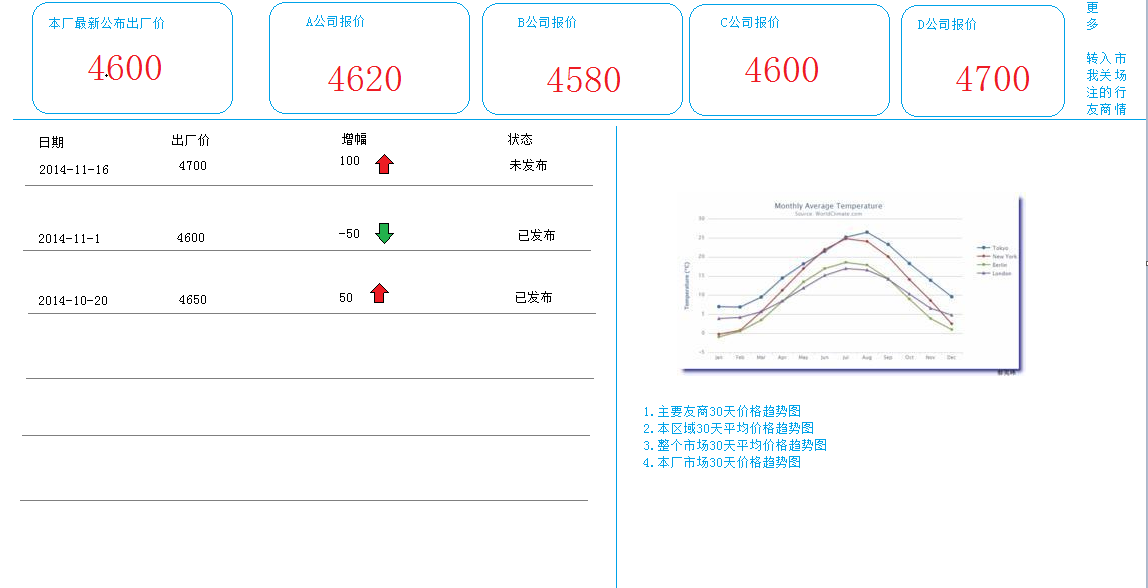 本厂最新公布出厂价
4600
A公司报价
4620
B公司报价
4580
C公司报价
4600
D公司报价
4700
更
多
转入市
我关场
注的行
友商情
日期 出厂价 增幅 状态
2014-11-16 4700 100 未发布
2014-11-1 4600 -50 已发布
2014-10-20 4650 50 已发布
Monthly Average Temperature
Source: WorldClimate.com
Temperature (°C)
30
25
20
15
10
5
0
-5
Jan Feb Mar Apr May Jun Jul Aug Sep Oct Nov Dec
Tokyo
New York
Berlin
London
1.主要友商30天价格趋势图
2.本区域30天平均价格趋势图
3.整个市场30天平均价格趋势图
4.本厂市场30天价格趋势图